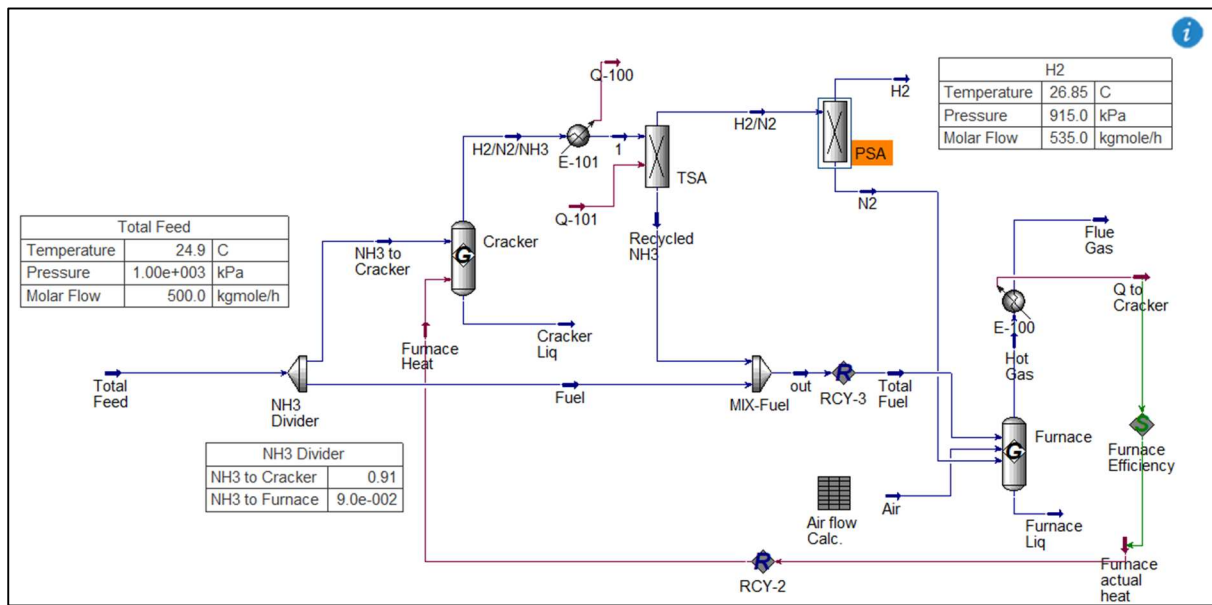 i
Q-100
H2/N2/NH3
E-101
1
Q-101
TSA
H2/N2
H2
PSA
N2
H2
Temperature 26.85 C
Pressure 915.0 kPa
Molar Flow 535.0 kgmole/h
Total Feed
Temperature 24.9 C
Pressure 1.00e+003 kPa
Molar Flow 500.0 kgmole/h
NH3 to
Cracker
G
Cracker
Recycled
NH3
Flue
Gas
Q to
Cracker
E-100
Hot
Gas
Furnace
Heat
Cracker
Liq
Total
Feed
NH3
Divider
Fuel
MIX-Fuel
out
R
RCY-3
Total
Fuel
G
Furnace
S
Furnace
Efficiency
NH3 Divider
NH3 to Cracker 0.91
NH3 to Furnace 9.0e-002
Air flow
Calc.
Air
Furnace
Liq
R
RCY-2
Furnace
actual
heat